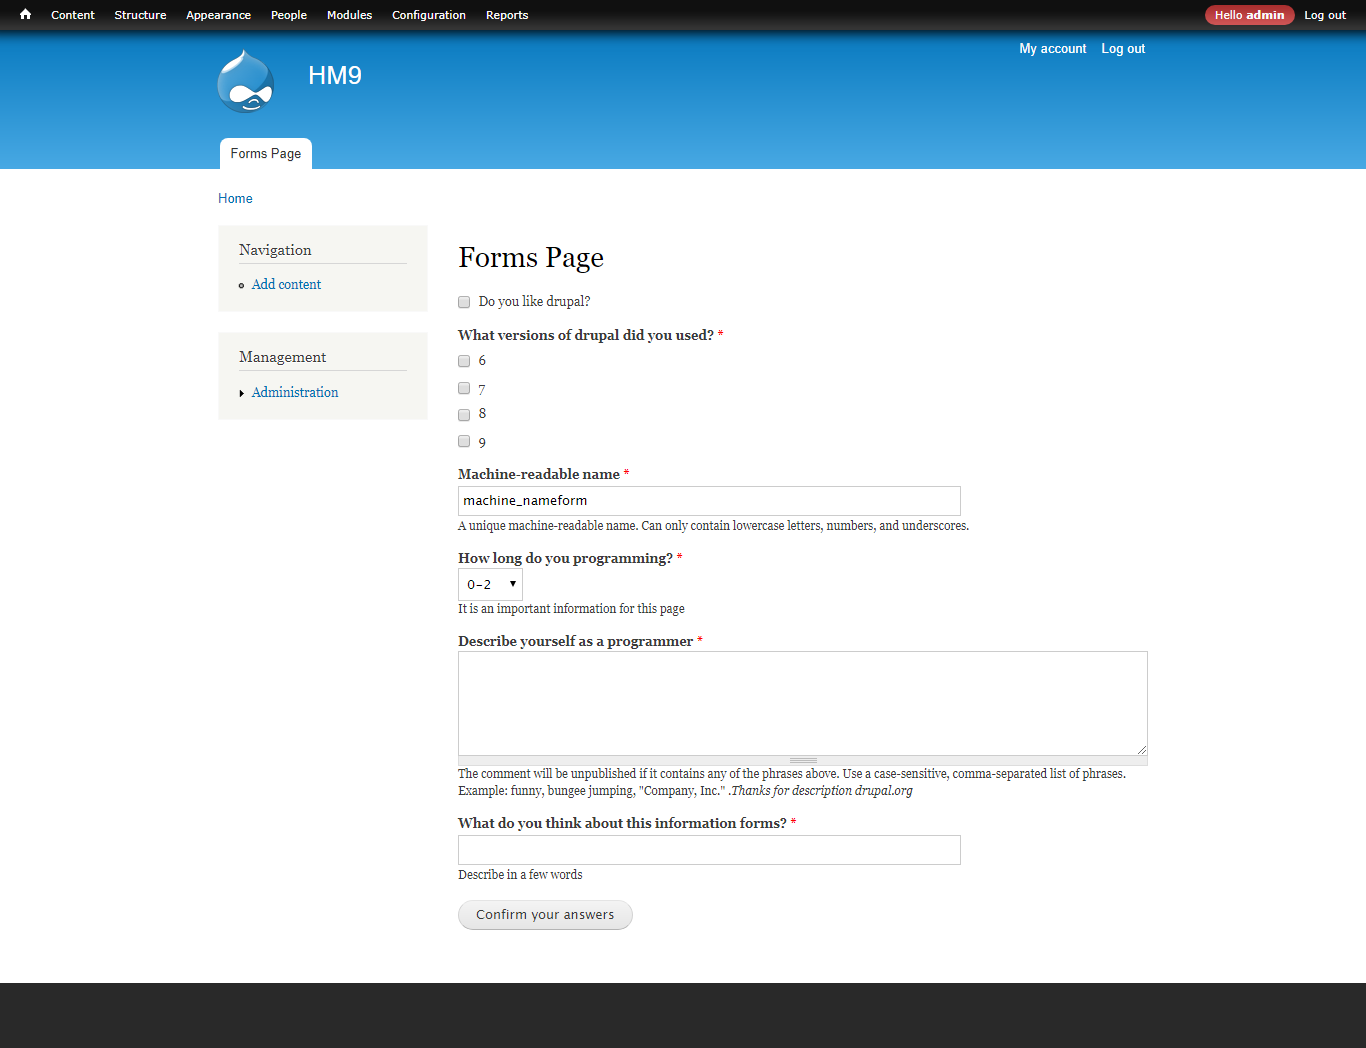 Content Structure Appearance People Modules Configuration Reports Hello admin Log out
My account Log out
HM9
Forms Page
Home
Navigation
Add content
Management
Administration
Forms Page
Do you like drupal?
What versions of drupal did you used? *
6
7
8
9
Machine-readable name *
machine_nameform
A unique machine-readable name. Can only contain lowercase letters, numbers, and underscores.
How long do you programming? *
0-2
It is an important information for this page
Describe yourself as a programmer *
The comment will be unpublished if it contains any of the phrases above. Use a case-sensitive, comma-separated list of phrases.
Example: funny, bungee jumping, "Company, Inc." .Thanks for description drupal.org
What do you think about this information forms? *
Describe in a few words
Confirm your answers